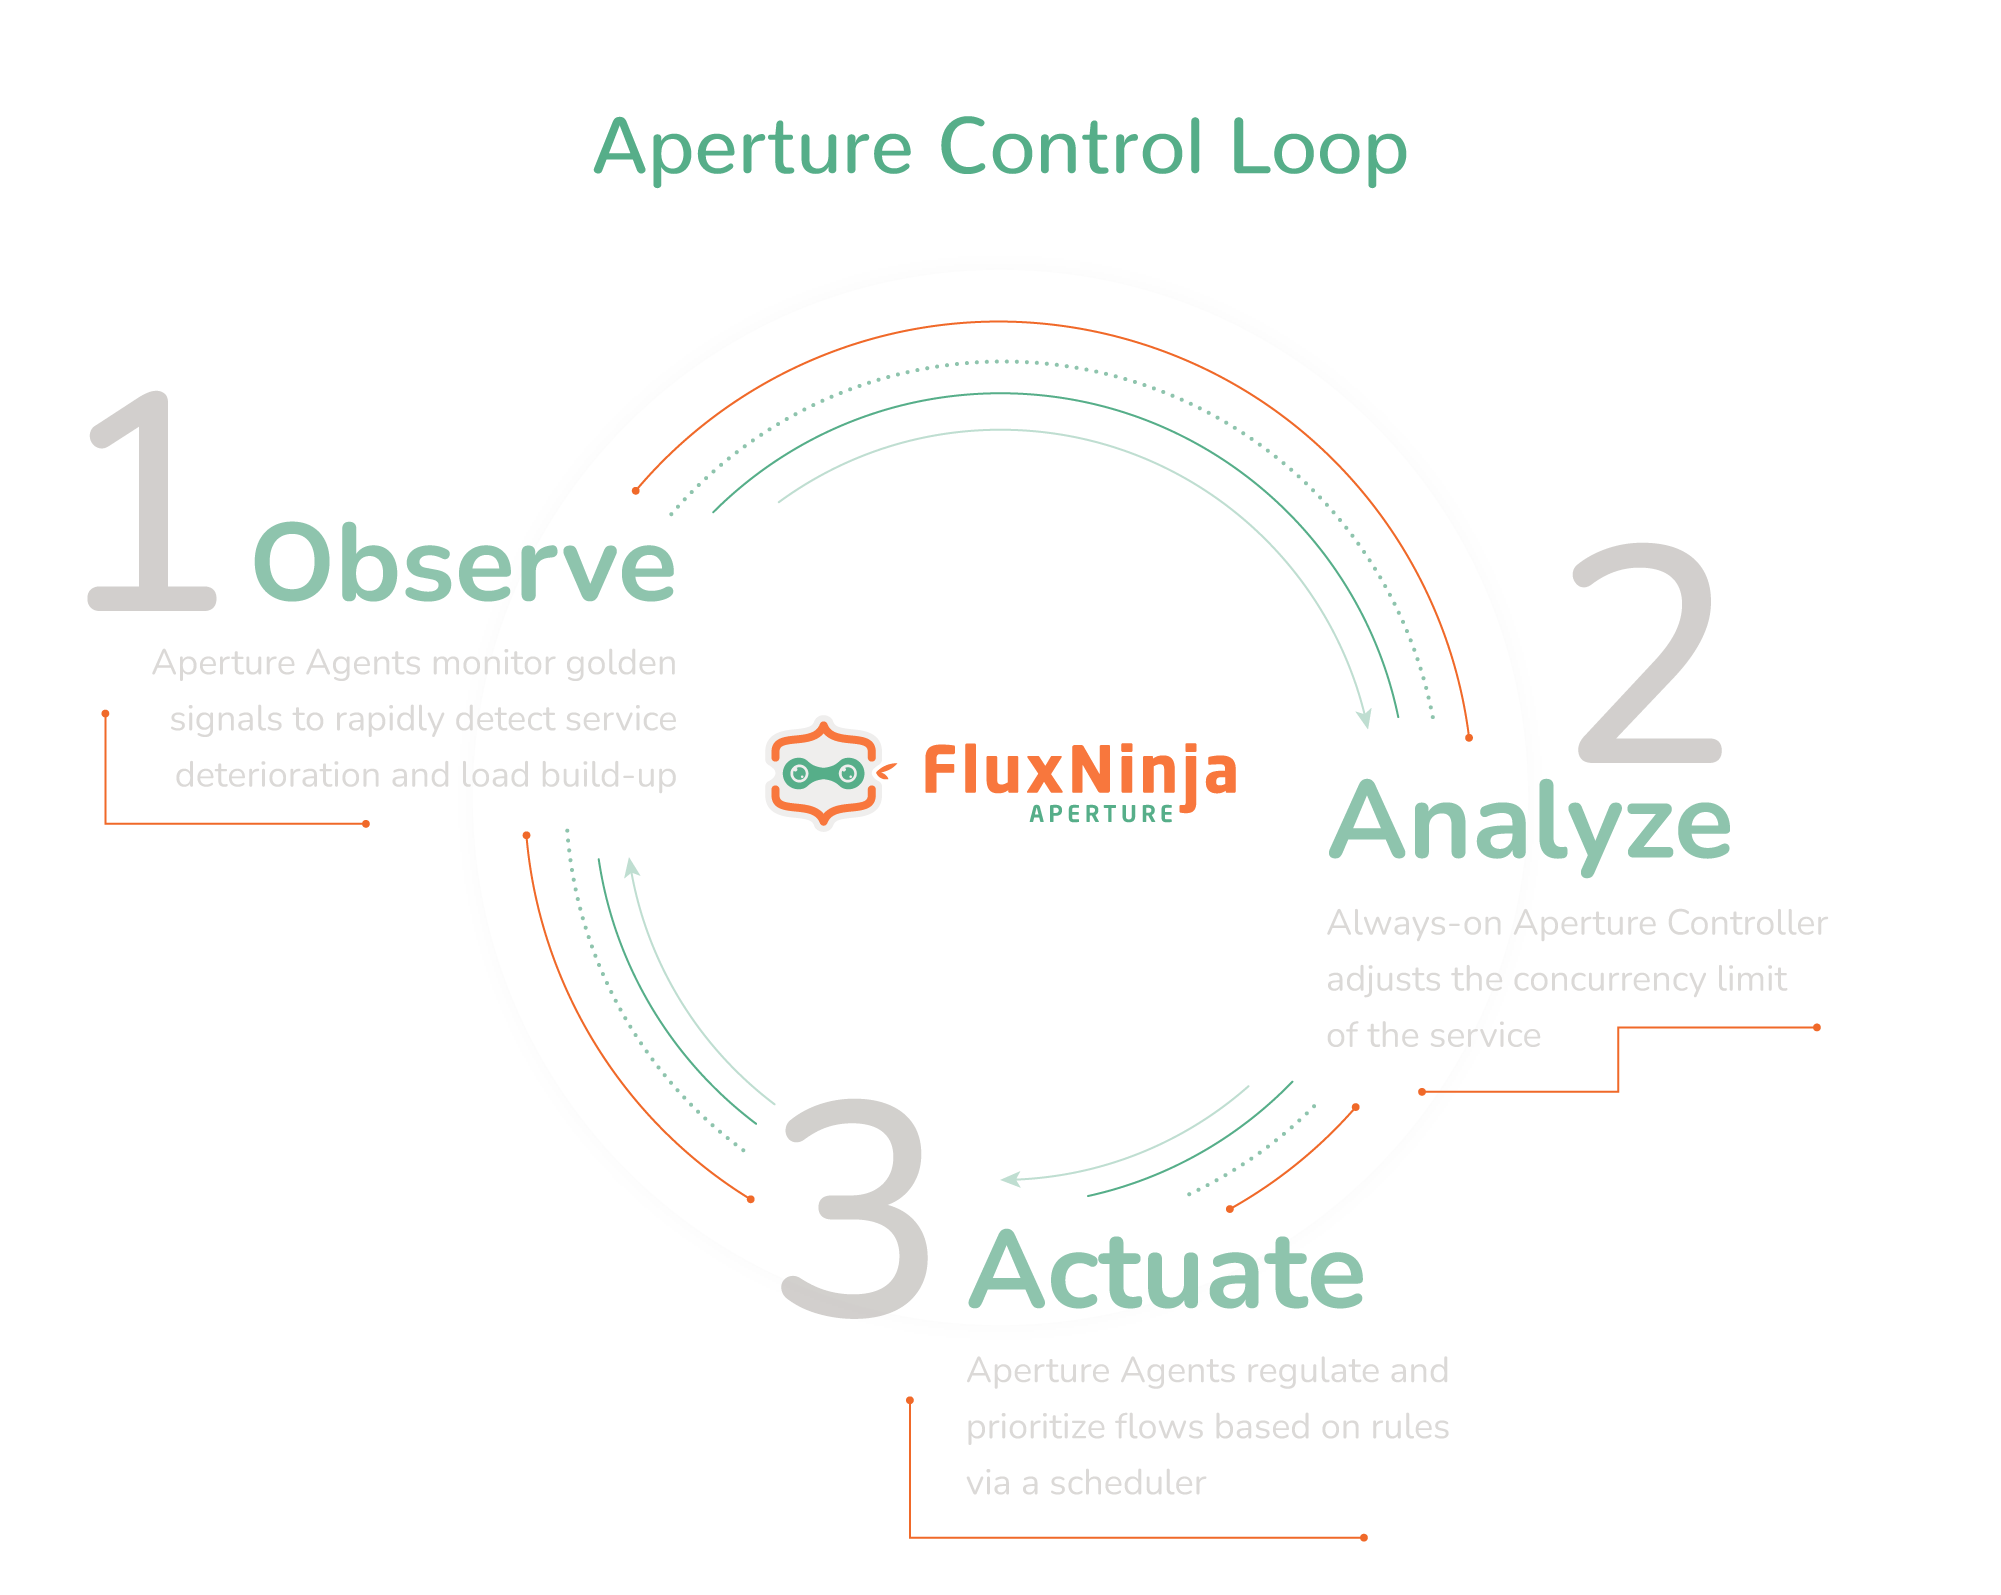 Aperture Control Loop
1
Observe
Aperture Agents monitor golden
signals to rapidly detect service
deterioration and load build-up
FluxNinja
APERTURE
2
Analyze
Always-on Aperture Controller
adjusts the concurrency limit
of the service
3
Actuate
Aperture Agents regulate and
prioritize flows based on rules
via a scheduler